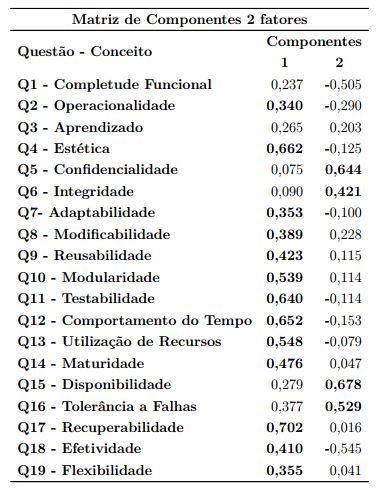 Matriz de Componentes 2 fatores
Questão - Conceito Componentes
1 2
Q1 - Completude Funcional 0,237 -0,505
Q2 - Operacionalidade 0,340 -0,290
Q3 - Aprendizado 0,265 0,203
Q4 - Estética 0,662 -0,125
Q5 - Confidencialidade 0,075 0,644
Q6 - Integridade 0,090 0,421
Q7- Adaptabilidade 0,353 -0,100
Q8 - Modificabilidade 0,389 0,228
Q9 - Reusabilidade 0,423 0,115
Q10 - Modularidade 0,539 0,114
Q11 - Testabilidade 0,640 -0,114
Q12 - Comportamento do Tempo 0,652 -0,153
Q13 - Utilização de Recursos 0,548 -0,079
Q14 - Maturidade 0,476 0,047
Q15 - Disponibilidade 0,279 0,678
Q16 - Tolerância a Falhas 0,377 0,529
Q17 - Recuperabilidade 0,702 0,016
Q18 - Efetividade 0,410 -0,545
Q19 - Flexibilidade 0,355 0,041